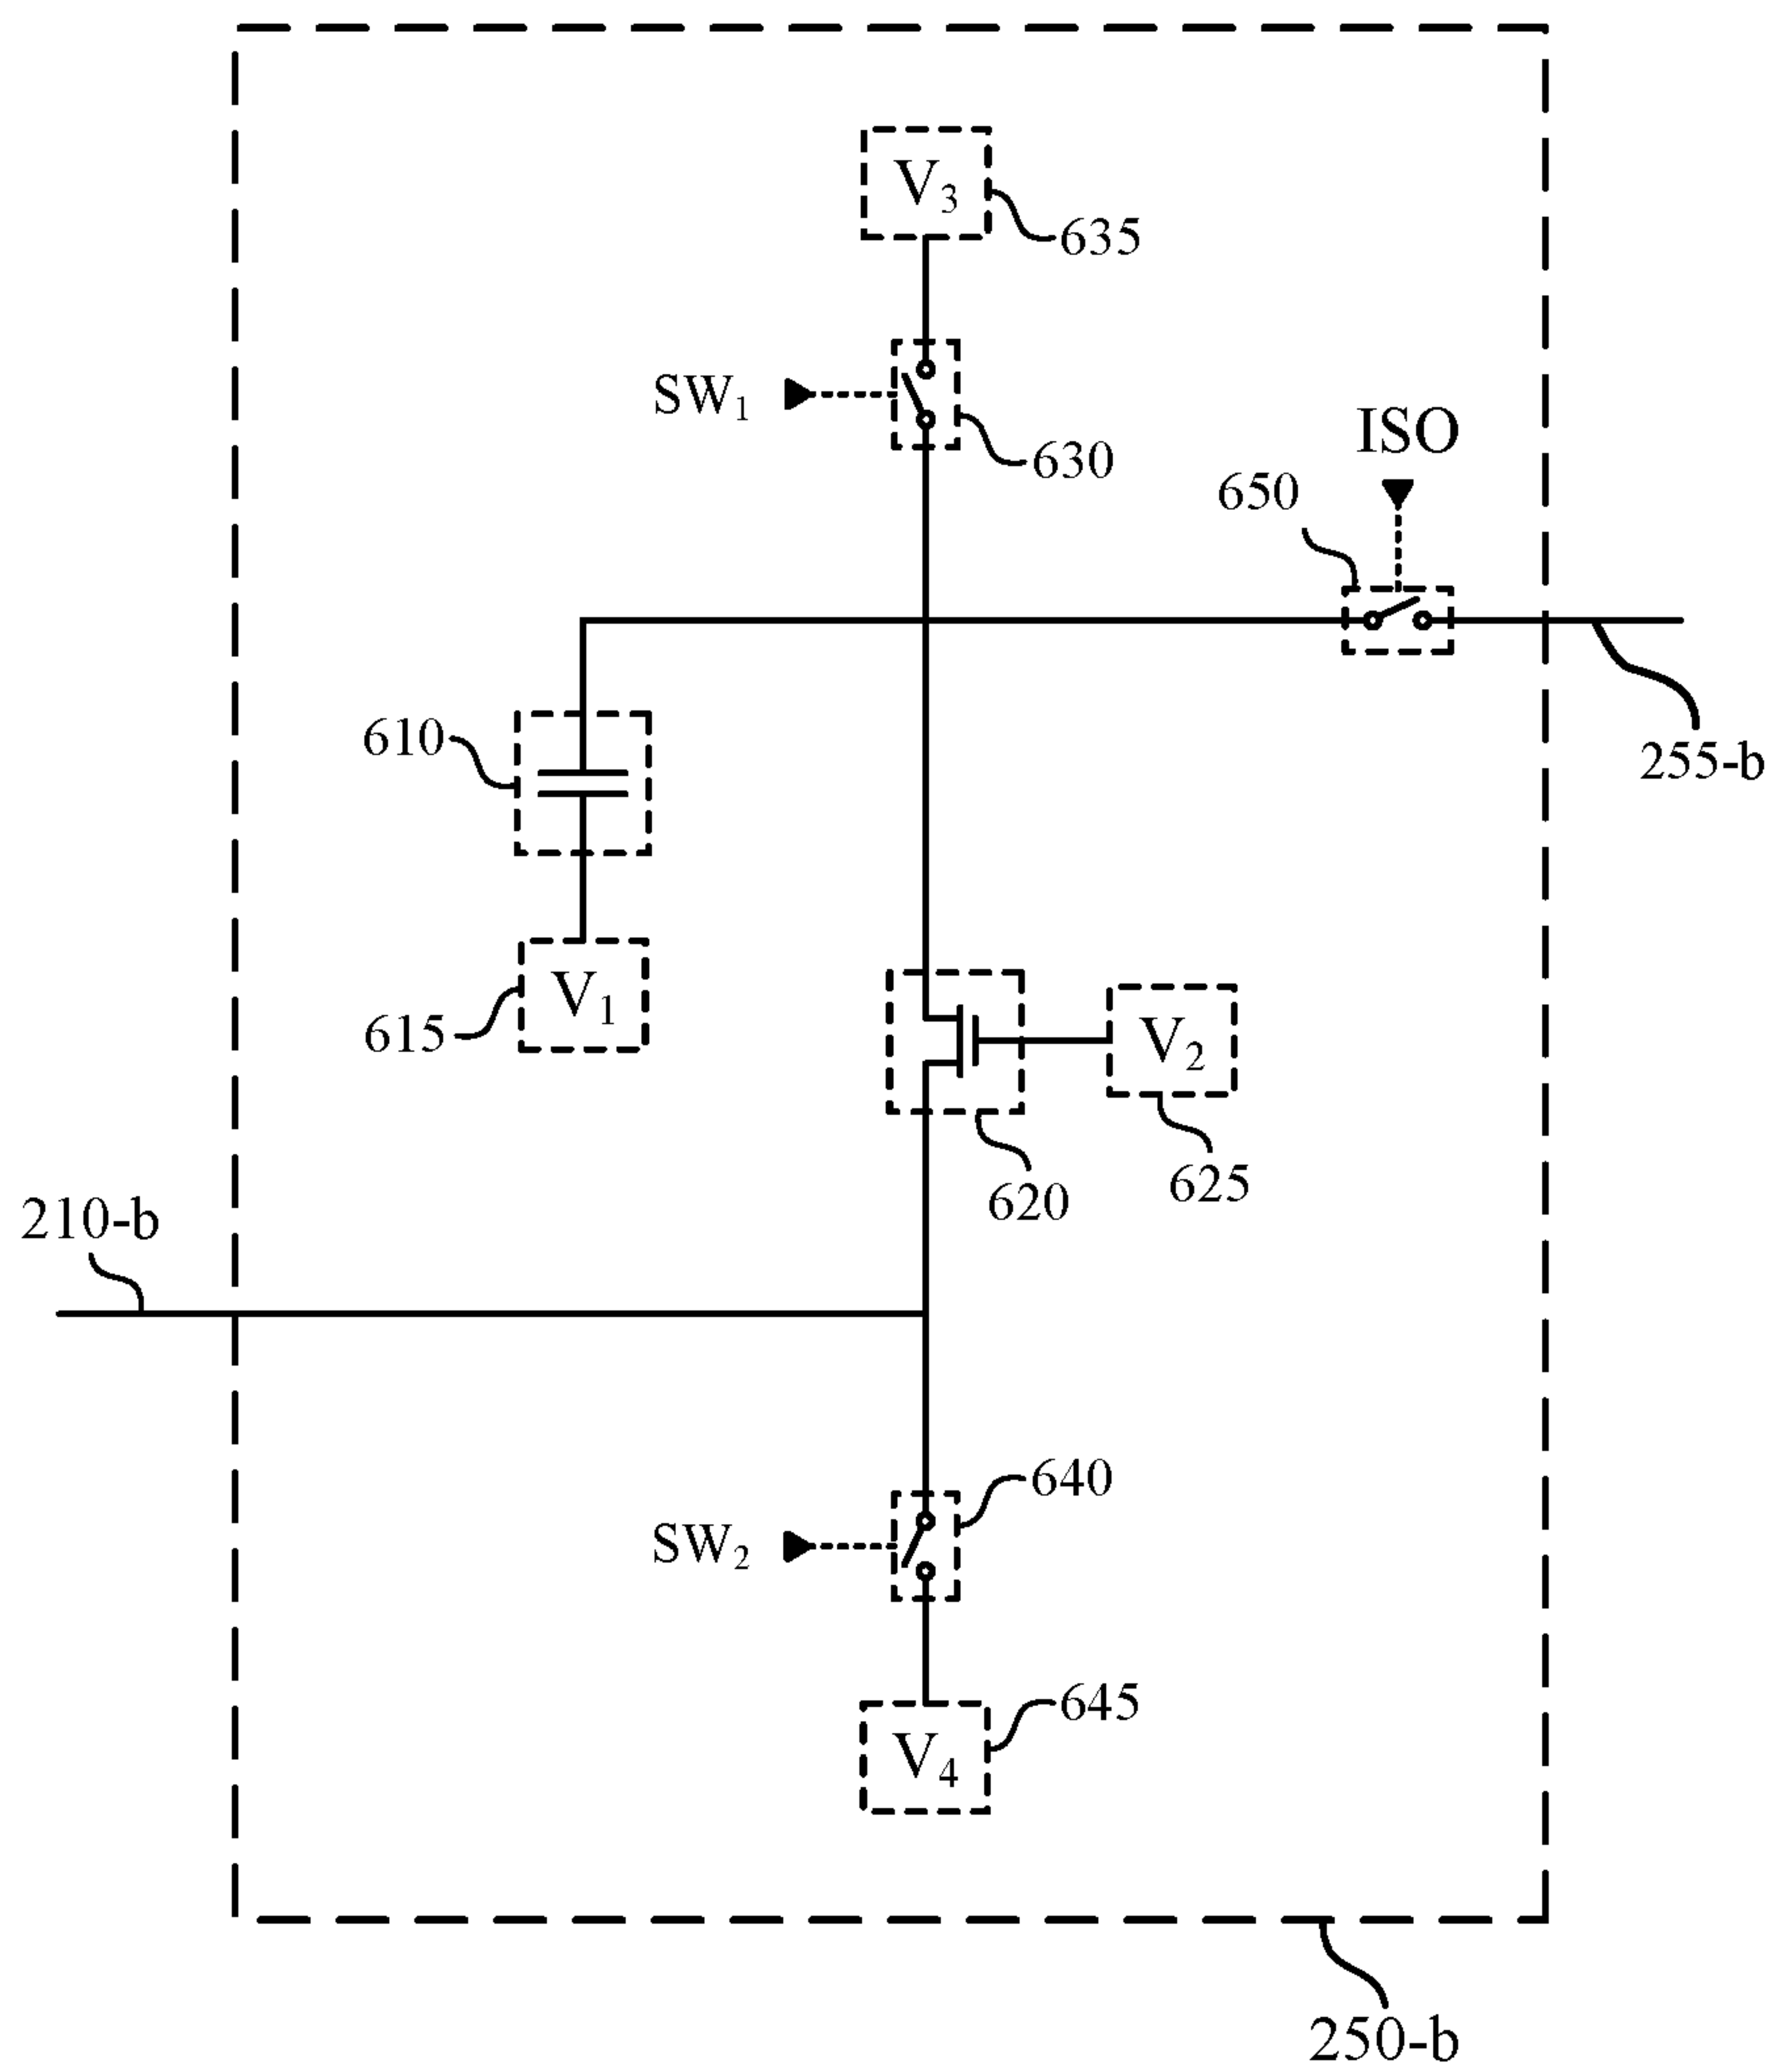 V₃
635
SW₁
630
ISO
650
255-b
610
V₁
615
V₂
625
620
210-b
640
SW₂
645
V₄
250-b